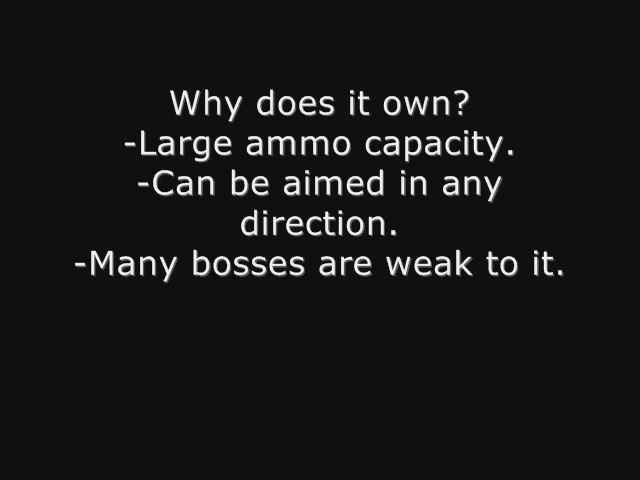 Why does it own?
-Large ammo capacity.
-Can be aimed in any
direction.
-Many bosses are weak to it.